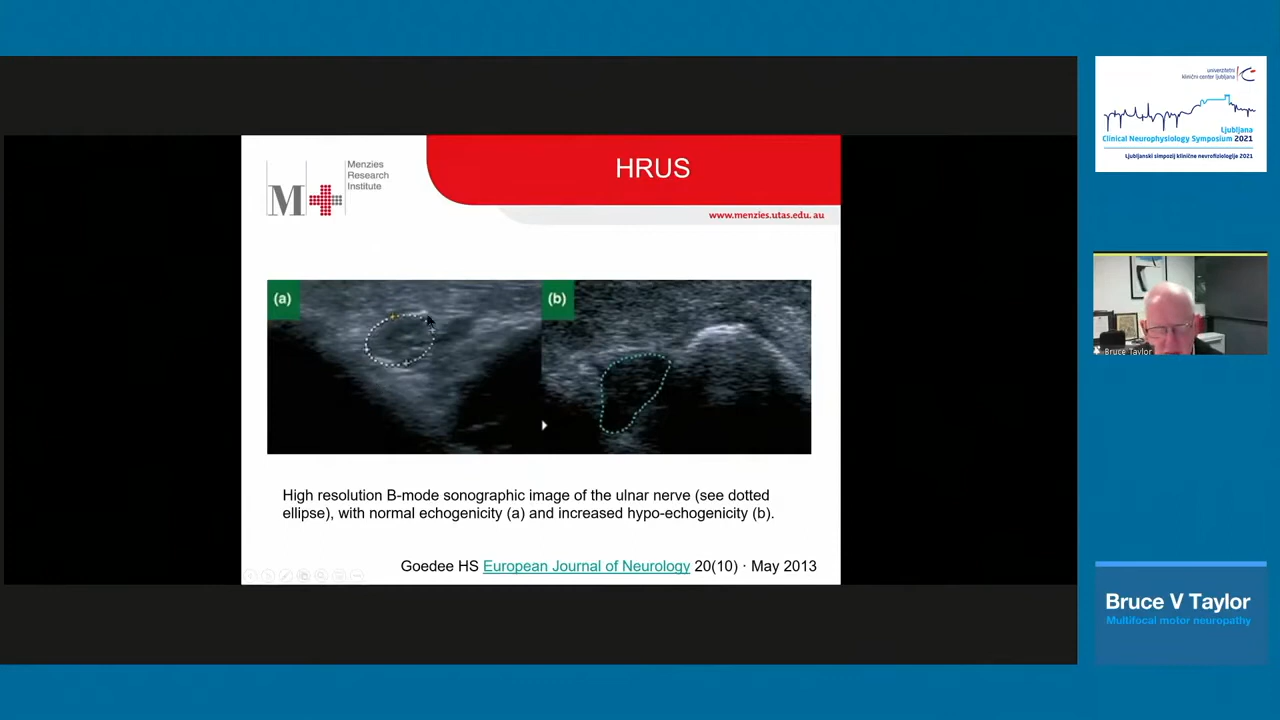 HRUS
M
Menzies
Research
Institute
www.menzies.utas.edu. au
(a)
(b)
High resolution B-mode sonographic image of the ulnar nerve (see dotted
ellipse), with normal echogenicity (a) and increased hypo-echogenicity (b).
Goedee HS European Journal of Neurology 20(10) · May 2013
univerzitetni
klinični center ljubljana
Ljubljana
Clinical Neurophysiology Symposium 2021
Ljubljanski simpozij klinične nevrofiziologije 2021
Bruce Taylor
Bruce V Taylor
Multifocal motor neuropathy